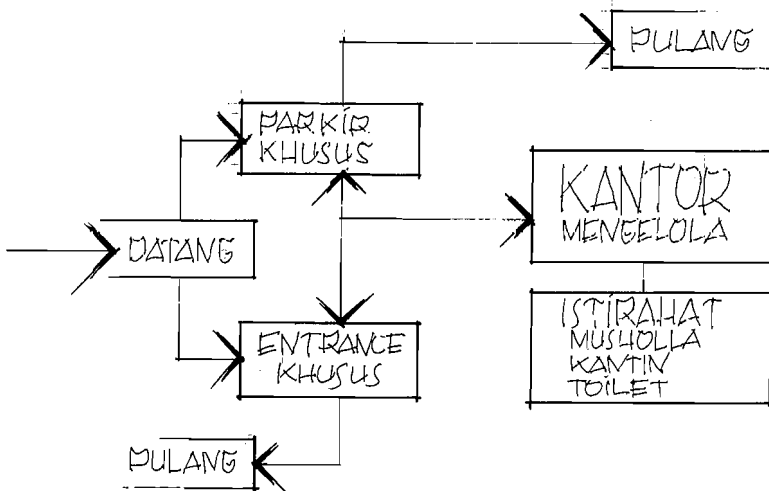 PULANG
PARKIR
KHUSUS
KANTOR
MENGELOLA
DATANG
ISTIRAHAT
MUSHOLLA
KANTIN
TOILET
ENTRANCE
KHUSUS
PULANG